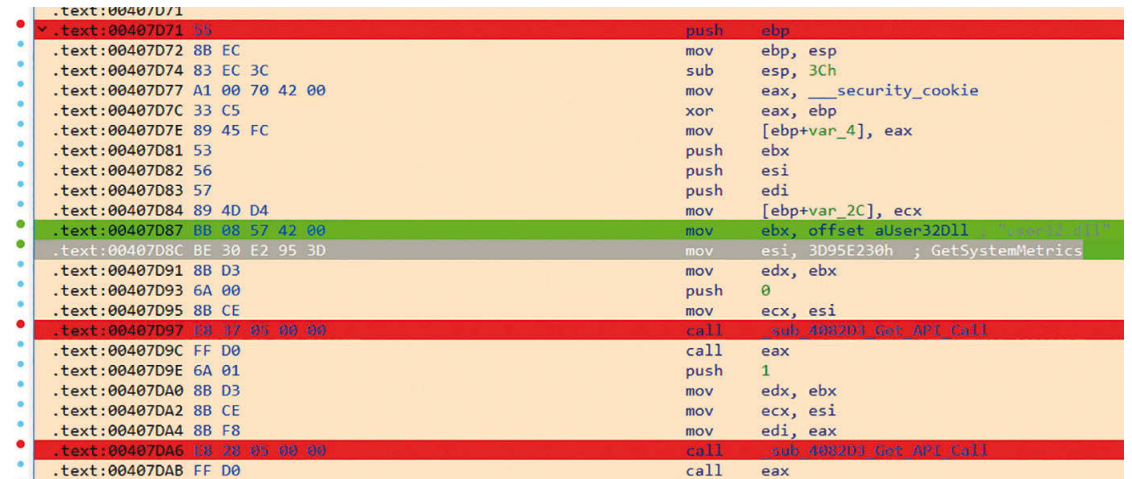 .text:00407D71
.text:00407D71 55 push ebp
.text:00407D72 8B EC mov ebp, esp
.text:00407D74 83 EC 3C sub esp, 3Ch
.text:00407D77 A1 00 70 42 00 mov eax, ___security_cookie
.text:00407D7C 33 C5 xor eax, ebp
.text:00407D7E 89 45 FC mov [ebp+var_4], eax
.text:00407D81 53 push ebx
.text:00407D82 56 push esi
.text:00407D83 57 push edi
.text:00407D84 89 4D D4 mov [ebp+var_2C], ecx
.text:00407D87 BB 08 57 42 00 mov ebx, offset aUser32Dll ; "user32.dll"
.text:00407D8C BE 30 E2 95 3D mov esi, 3D95E230h ; GetSystemMetrics
.text:00407D91 8B D3 mov edx, ebx
.text:00407D93 6A 00 push 0
.text:00407D95 8B CE mov ecx, esi
.text:00407D97 E8 37 05 00 00 call _sub_4082D3_Get_API_Call
.text:00407D9C FF D0 call eax
.text:00407D9E 6A 01 push 1
.text:00407DA0 8B D3 mov edx, ebx
.text:00407DA2 8B CE mov ecx, esi
.text:00407DA4 8B F8 mov edi, eax
.text:00407DA6 E8 28 05 00 00 call _sub_4082D3_Get_API_Call
.text:00407DAB FF D0 call eax